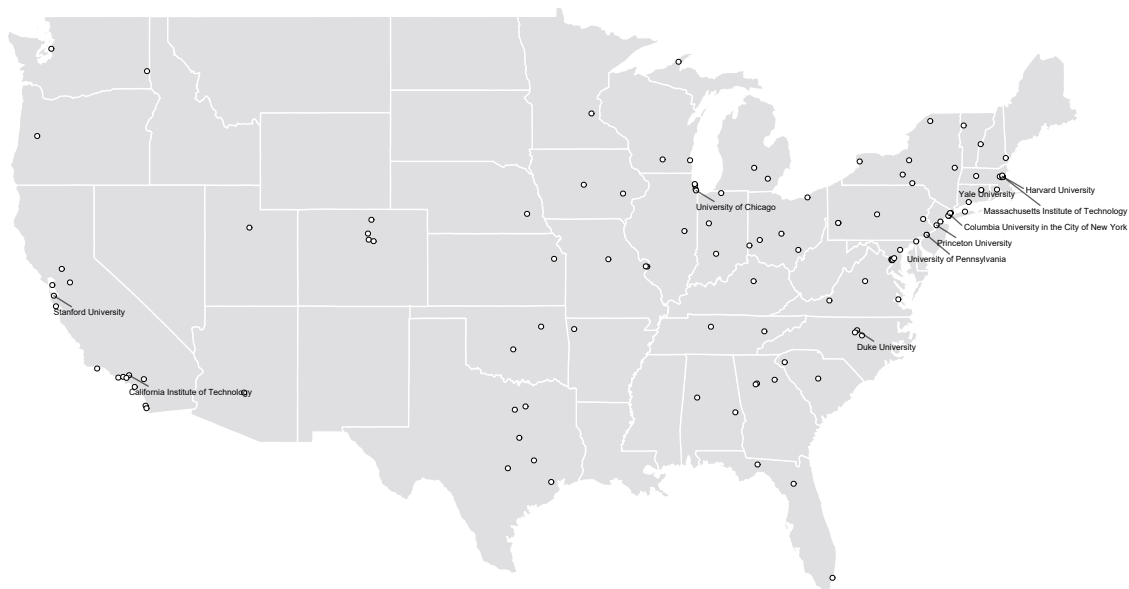 Harvard University
Yale University
University of Chicago
Massachusetts Institute of Technology
Columbia University in the City of New York
Princeton University
University of Pennsylvania
Stanford University
Duke University
California Institute of Technology